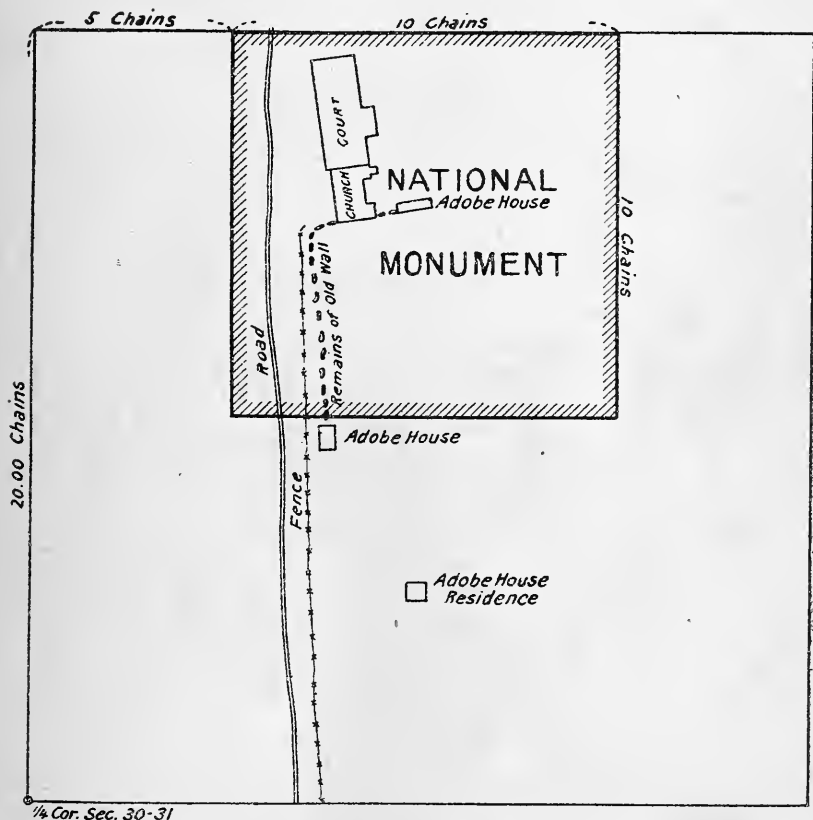 5 Chains
10 Chains
COURT
CHURCH
NATIONAL
Adobe House
10 Chains
MONUMENT
Remains of Old Wall
Road
20.00 Chains
Adobe House
Fence
Adobe House
Residence
1/4 Cor. Sec. 30-31